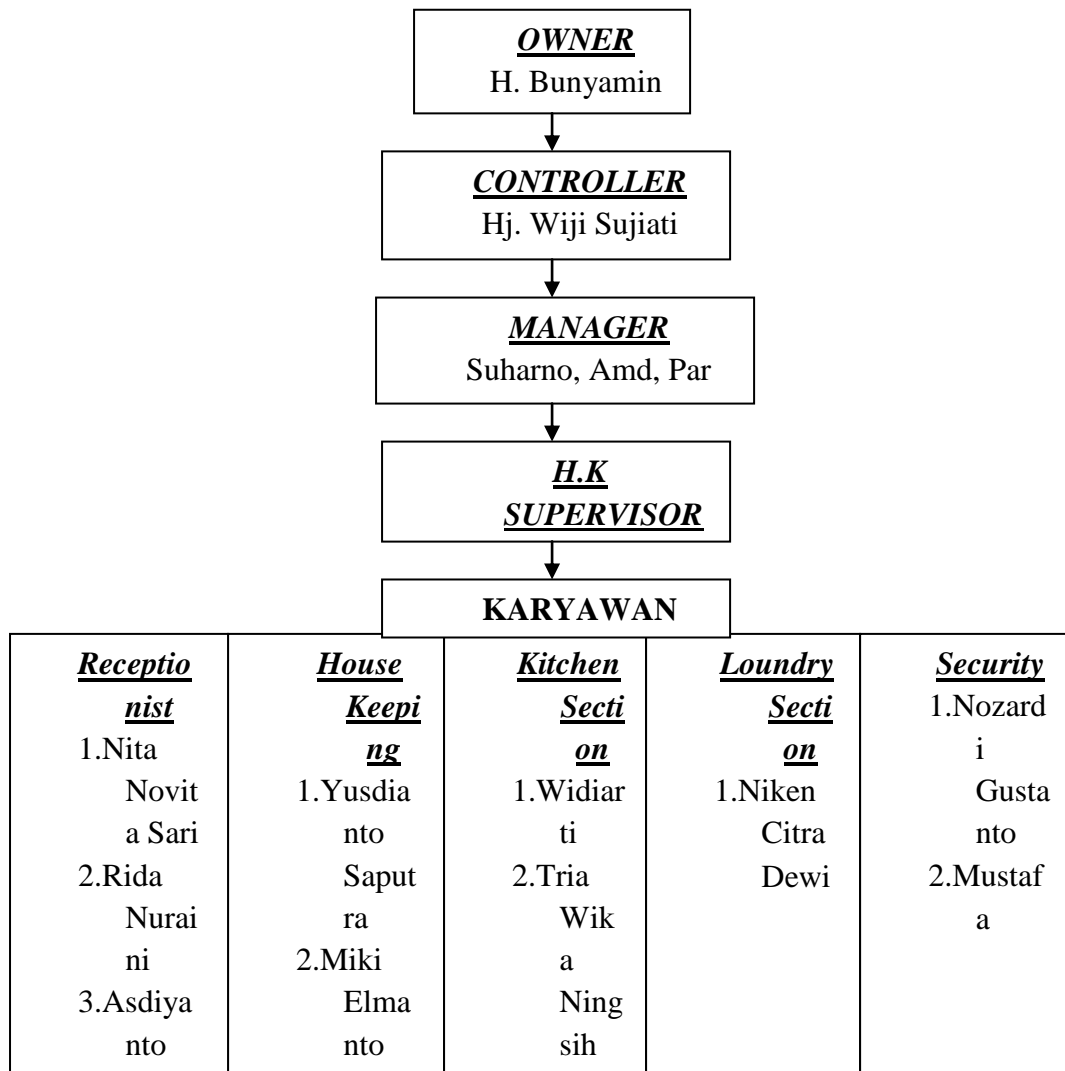 OWNER
H. Bunyamin
CONTROLLER
Hj. Wiji Sujiati
MANAGER
Suharno, Amd, Par
H.K
SUPERVISOR
KARYAWAN
Receptio
nist
1.Nita
Novit
a Sari
2.Rida
Nurai
ni
3.Asdiya
nto
House
Keepi
ng
1.Yusdia
nto
Saput
ra
2.Miki
Elma
nto
Kitchen
Secti
on
1.Widiar
ti
2.Tria
Wik
a
Ning
sih
Loundry
Secti
on
1.Niken
Citra
Dewi
Security
1.Nozard
i
Gusta
nto
2.Mustaf
a